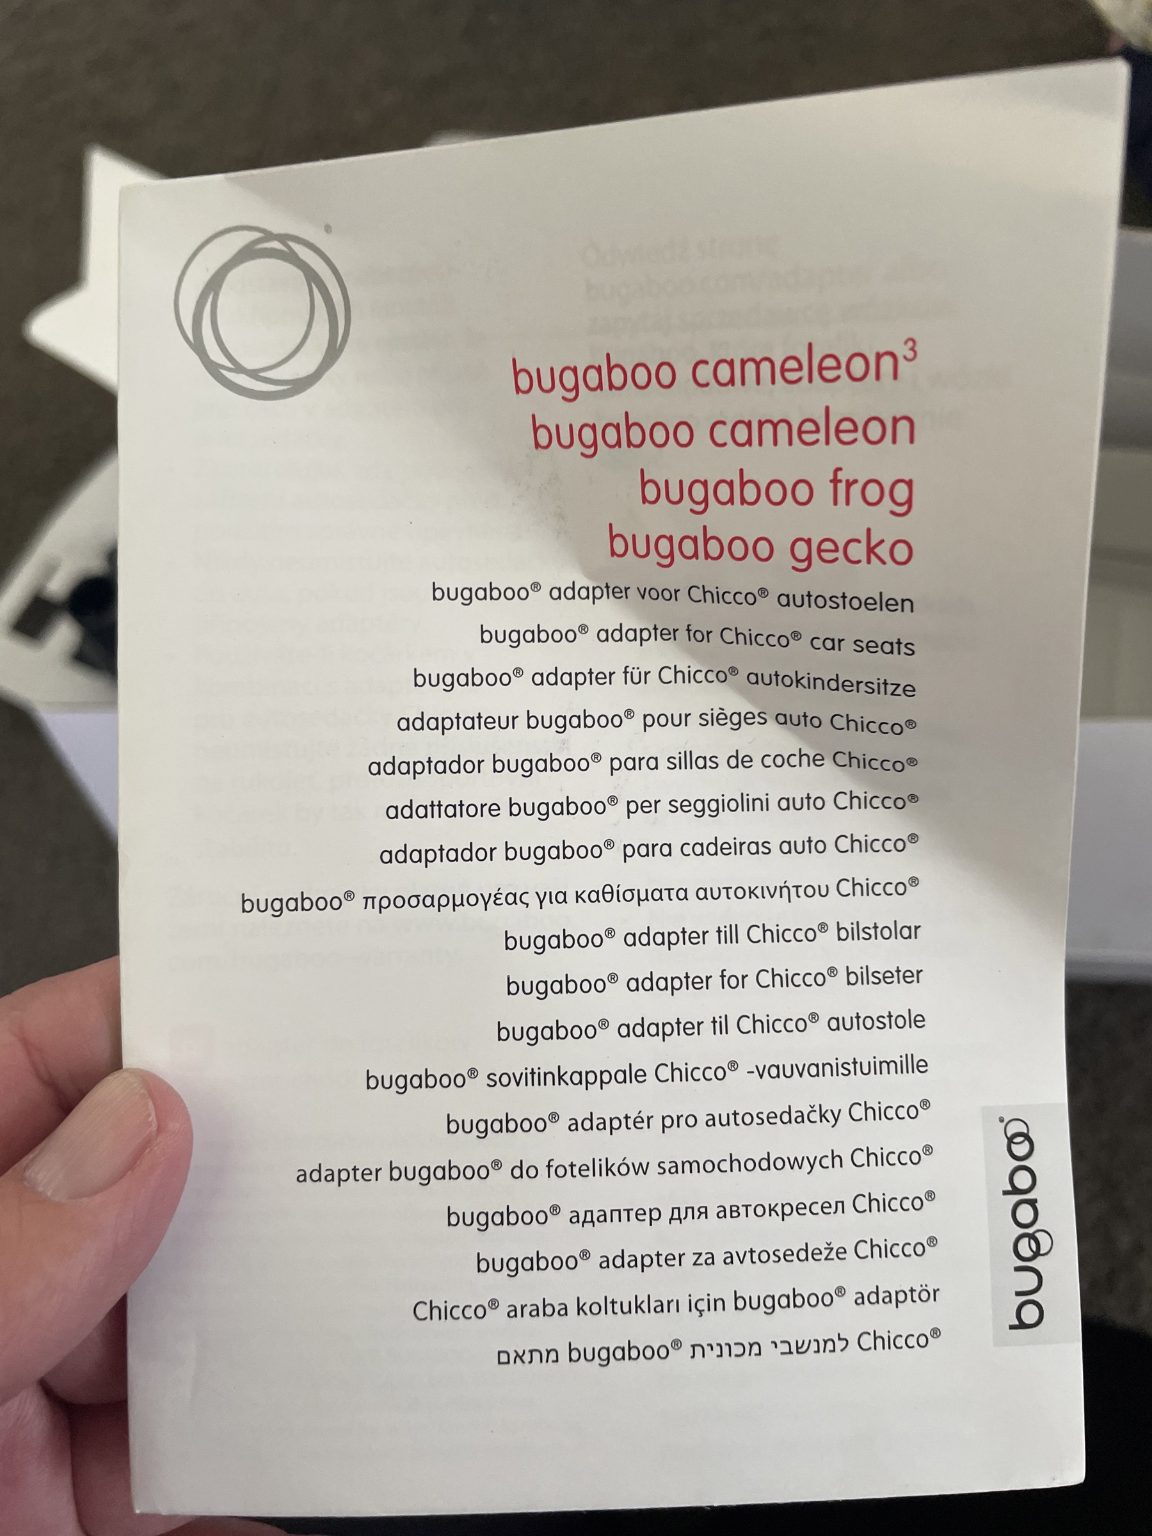 bugaboo cameleon³
bugaboo cameleon
bugaboo frog
bugaboo gecko
bugaboo® adapter voor Chicco® autostoelen
bugaboo® adapter for Chicco® car seats
bugaboo® adapter für Chicco® autokindersitze
adaptateur bugaboo® pour sièges auto Chicco®
adaptador bugaboo® para sillas de coche Chicco®
adattatore bugaboo® per seggiolini auto Chicco®
adaptador bugaboo® para cadeiras auto Chicco®
bugaboo® προσαρμογέας για καθίσματα αυτοκινήτου Chicco®
bugaboo® adapter till Chicco® bilstolar
bugaboo® adapter for Chicco® bilseter
bugaboo® adapter til Chicco® autostole
bugaboo® sovitinkappale Chicco® -vauvanistuimille
bugaboo® adaptér pro autosedačky Chicco®
adapter bugaboo® do fotelików samochodowych Chicco®
bugaboo® адаптер для автокресел Chicco®
bugaboo® adapter za avtosedeže Chicco®
Chicco® araba koltukları için bugaboo® adaptör
מתאם bugaboo® למנשבי מכונית Chicco®
bugaboo®